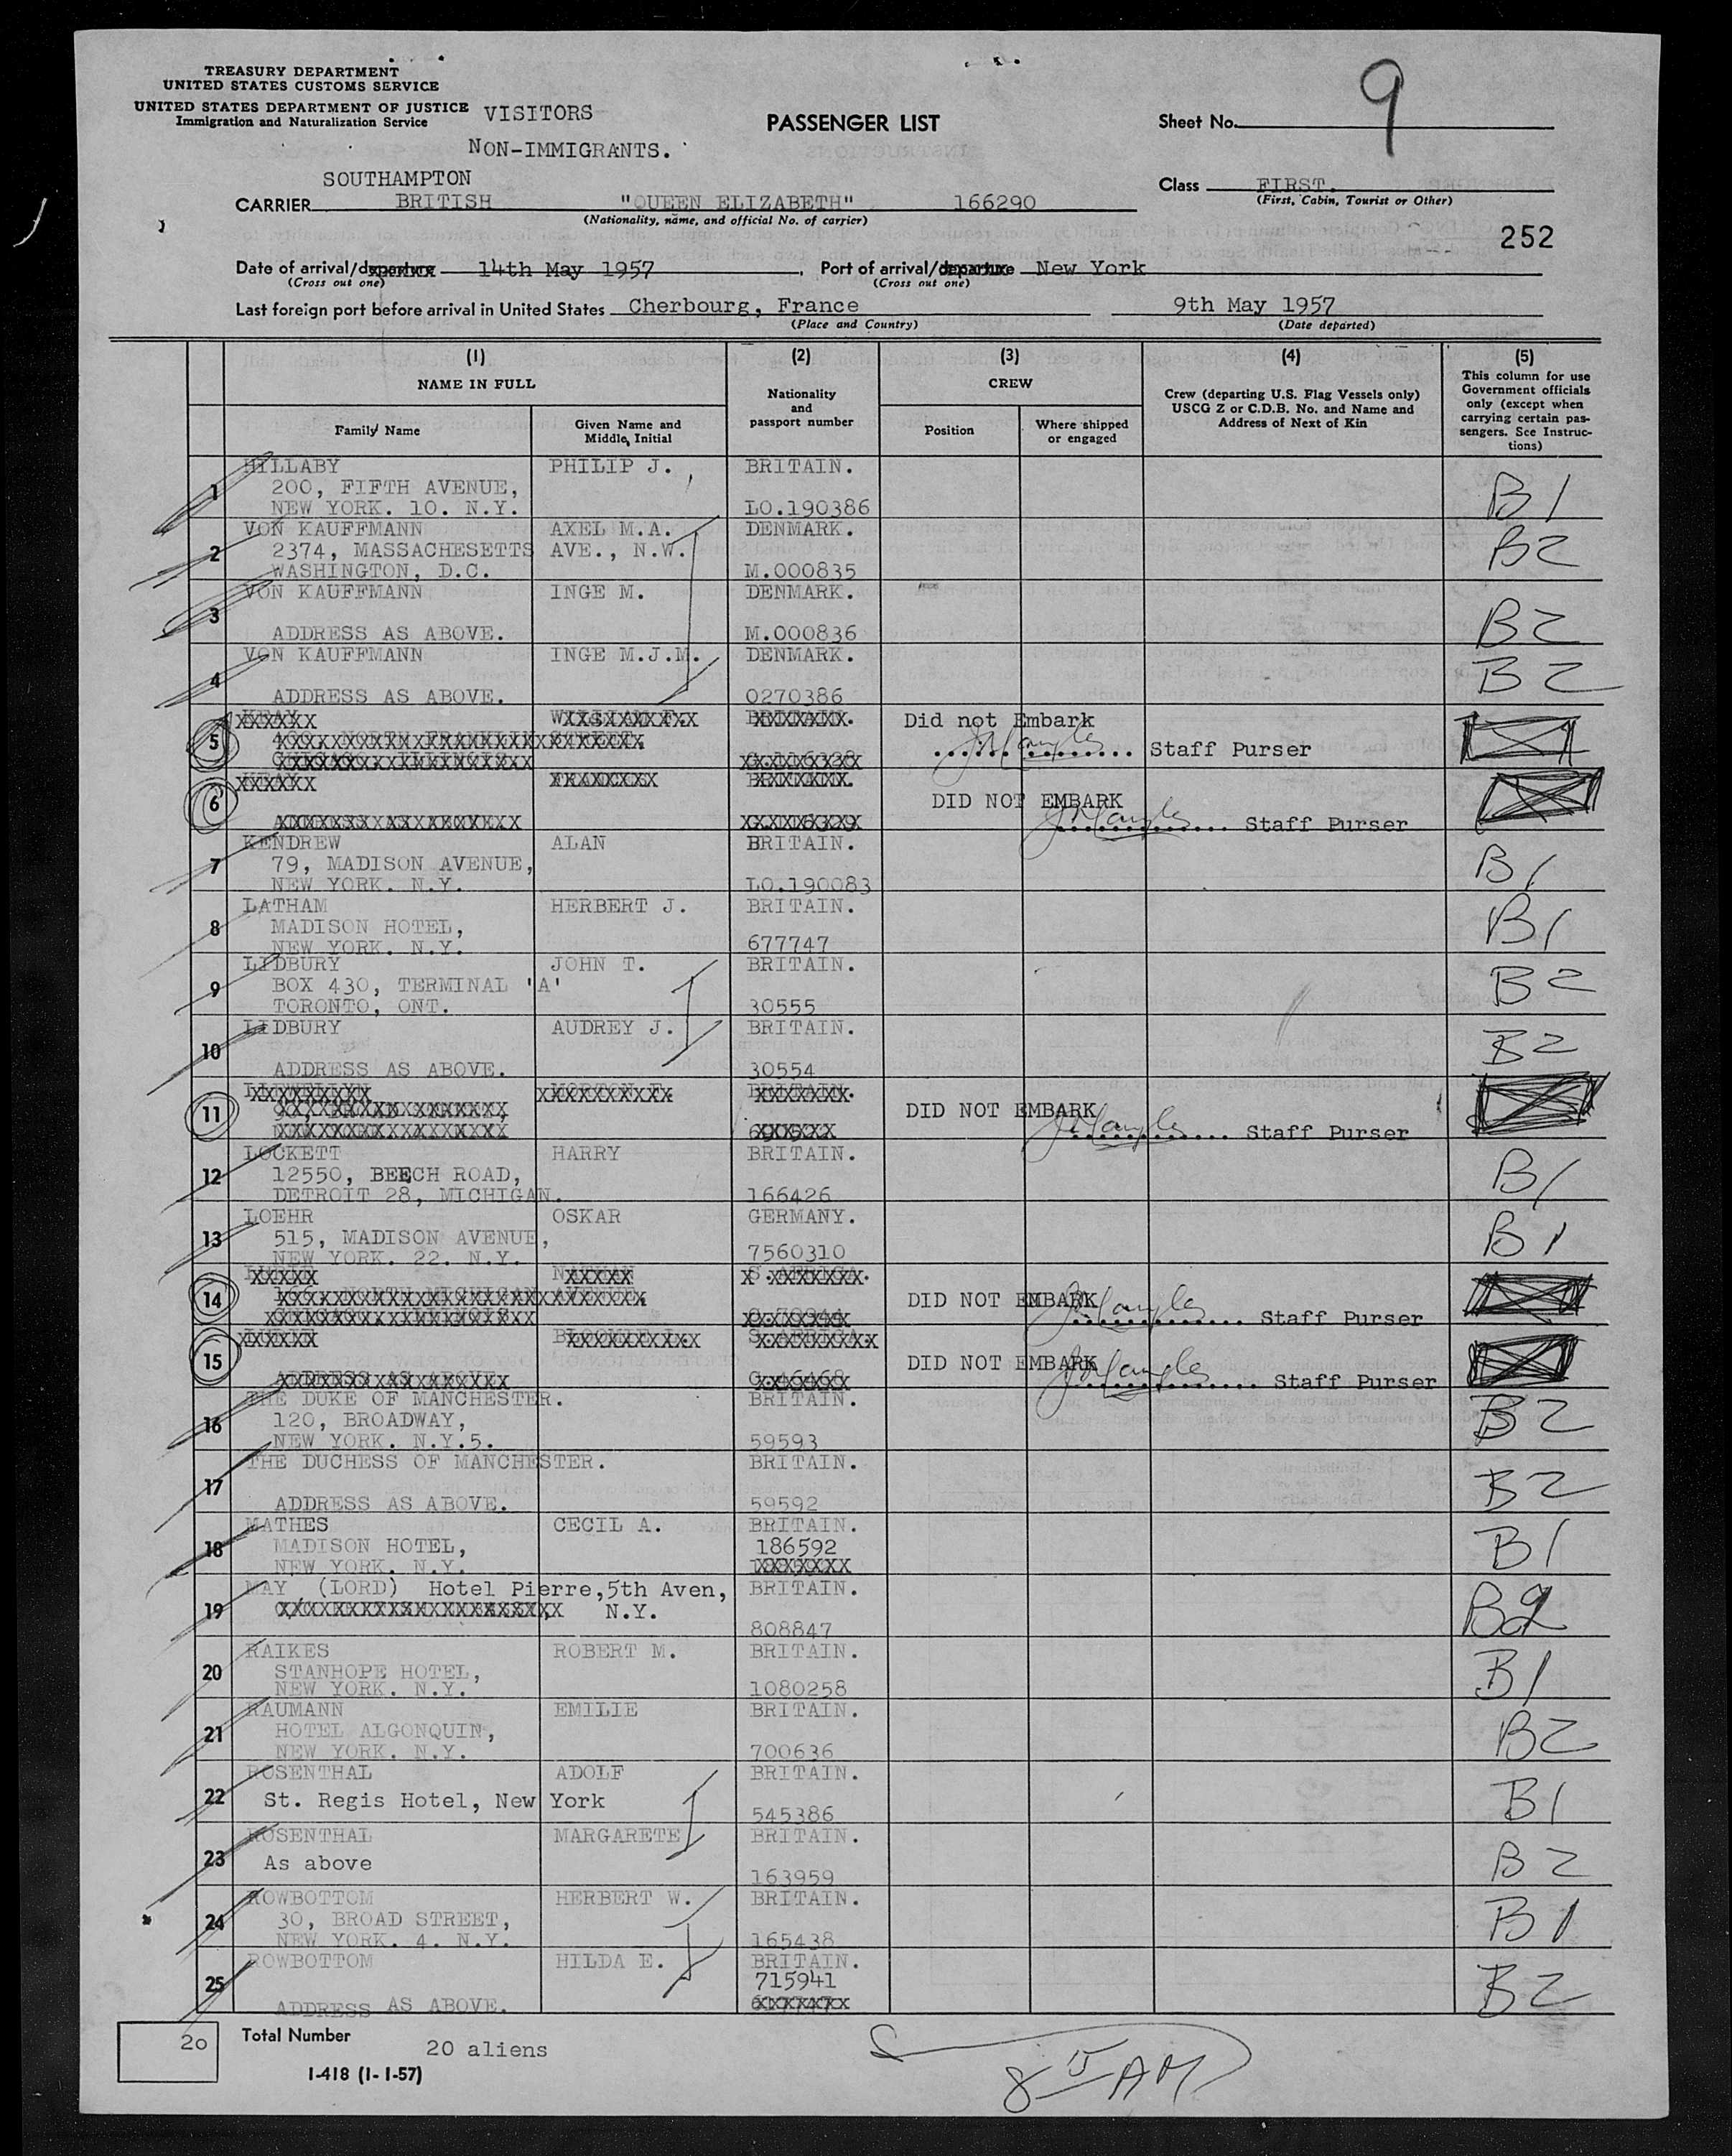 TREASURY DEPARTMENT
UNITED STATES CUSTOMS SERVICE
UNITED STATES DEPARTMENT OF JUSTICE
Immigration and Naturalization Service
VISITORS
NON-IMMIGRANTS.
PASSENGER LIST
Sheet No. 9
SOUTHAMPTON
CARRIER BRITISH "QUEEN ELIZABETH" 166290
(Nationality, name, and official No. of carrier)
Class FIRST.
(First, Cabin, Tourist or Other)
252
Date of arrival/departure 14th May 1957, Port of arrival/departure New York
(Cross out one) (Cross out one)
Last foreign port before arrival in United States Cherbourg, France 9th May 1957
(Place and Country) (Date departed)
(1) (2) (3) (4) (5)
NAME IN FULL
Family Name
Given Name and Middle Initial
Nationality and passport number
CREW
Position
Where shipped or engaged
Crew (departing U.S. Flag Vessels only) USCG Z or C.D.B. No. and Name and Address of Next of Kin
This column for use Government officials only (except when carrying certain passengers. See Instructions)
1 HILLABY PHILIP J. BRITAIN. B1
200, FIFTH AVENUE,
NEW YORK. 10. N.Y. LO.190386
2 VON KAUFFMANN AXEL M.A. DENMARK. B2
2374, MASSACHESETTS AVE., N.W.
WASHINGTON, D.C. M.000835
3 VON KAUFFMANN INGE M. DENMARK. B2
ADDRESS AS ABOVE. M.000836
4 VON KAUFFMANN INGE M.J.M. DENMARK. B2
ADDRESS AS ABOVE. 0270386
5 Did not Embark
Staff Purser
6 DID NOT EMBARK
Staff Purser
7 KENDREW ALAN BRITAIN. B1
79, MADISON AVENUE,
NEW YORK. N.Y. LO.190083
8 LATHAM HERBERT J. BRITAIN. B1
MADISON HOTEL,
NEW YORK. N.Y. 677747
9 LIDBURY JOHN T. BRITAIN. B2
BOX 430, TERMINAL 'A'
TORONTO, ONT. 30555
10 LIDBURY AUDREY J. BRITAIN. B2
ADDRESS AS ABOVE. 30554
11 DID NOT EMBARK
Staff Purser
12 LOCKETT HARRY BRITAIN. B1
12550, BEECH ROAD,
DETROIT 28, MICHIGAN. 166426
13 LOEHR OSKAR GERMANY. B1
515, MADISON AVENUE,
NEW YORK. 22. N.Y. 7560310
14 DID NOT EMBARK
Staff Purser
15 DID NOT EMBARK
Staff Purser
16 THE DUKE OF MANCHESTER. BRITAIN. B2
120, BROADWAY,
NEW YORK. N.Y.5. 59593
17 THE DUCHESS OF MANCHESTER. BRITAIN. B2
ADDRESS AS ABOVE. 59592
18 MATHES CECIL A. BRITAIN. B1
MADISON HOTEL, 186592
NEW YORK. N.Y.
19 MAY (LORD) Hotel Pierre,5th Aven, BRITAIN. B2
N.Y.
808847
20 RAIKES ROBERT M. BRITAIN. B1
STANHOPE HOTEL,
NEW YORK. N.Y. 1080258
21 RAUMANN EMILIE BRITAIN. B2
HOTEL ALGONQUIN,
NEW YORK. N.Y. 700636
22 ROSENTHAL ADOLF BRITAIN. B1
St. Regis Hotel, New York
545386
23 ROSENTHAL MARGARETE BRITAIN. B2
As above
163959
24 ROWBOTTOM HERBERT W. BRITAIN. B1
30, BROAD STREET,
NEW YORK. 4. N.Y. 165438
25 ROWBOTTOM HILDA E. BRITAIN. B2
715941
ADDRESS AS ABOVE.
20 Total Number 20 aliens
I-418 (1-1-57)
8 15 AM